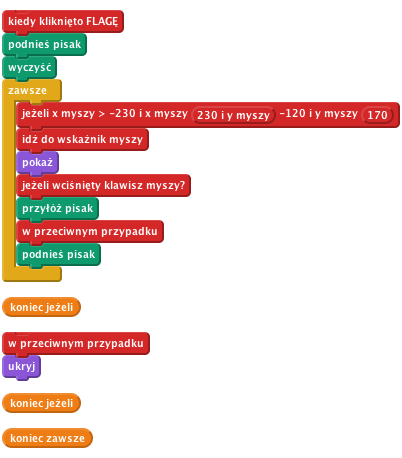 kiedy kliknięto FLAGĘ
podnieś pisak
wyczyść
zawsze
jeżeli x myszy > -230 i x myszy 230 i y myszy -120 i y myszy 170
idź do wskaźnik myszy
pokaż
jeżeli wciśnięty klawisz myszy?
przyłóż pisak
w przeciwnym przypadku
podnieś pisak
koniec jeżeli
w przeciwnym przypadku
ukryj
koniec jeżeli
koniec zawsze